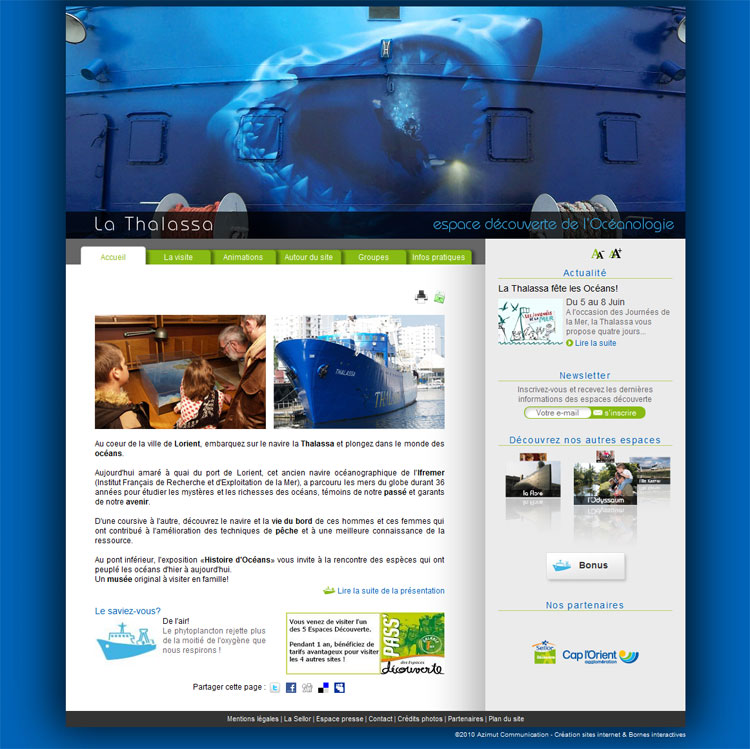 La Thalassa
espace découverte de l'Océanologie
Accueil
La visite
Animations
Autour du site
Groupes
Infos pratiques
THALASSA
Au coeur de la ville de Lorient, embarquez sur le navire la Thalassa et plongez dans le monde des
océans.
Aujourd'hui amaré à quai du port de Lorient, cet ancien navire océanographique de l'Ifremer
(Institut Français de Recherche et d'Exploitation de la Mer), a parcouru les mers du globe durant 36
années pour étudier les mystères et les richesses des océans, témoins de notre passé et garants
de notre avenir.
D'une coursive à l'autre, découvrez le navire et la vie du bord de ces hommes et ces femmes qui
ont contribué à l'amélioration des techniques de pêche et à une meilleure connaissance de la
ressource.
Au pont inférieur, l'exposition «Histoire d'Océans» vous invite à la rencontre des espèces qui ont
peuplé les océans d'hier à aujourd'hui.
Un musée original à visiter en famille!
Lire la suite de la présentation
Le saviez-vous?
De l'air!
Le phytoplancton rejette plus
de la moitié de l'oxygène que
nous respirons !
Vous venez de visiter l'un
des 5 Espaces Découverte.
Pendant 1 an, bénéficiez de
tarifs avantageux pour visiter
les 4 autres sites !
PASS'
des Espaces
découverte
Partager cette page :
A- A+
Actualité
La Thalassa fête les Océans!
Du 5 au 8 Juin
A l'occasion des Journées de
la Mer, la Thalassa vous
propose quatre jours...
Lire la suite
Newsletter
Inscrivez-vous et recevez les dernières
informations des espaces découverte
Votre e-mail
s'inscrire
Découvrez nos autres espaces
la Flore
l'Odyssaum
Bonus
Nos partenaires
Sellor
Cap l'Orient
agglomération
Mentions légales | La Sellor | Espace presse | Contact | Crédits photos | Partenaires | Plan du site
©2010 Azimut Communication - Création sites internet & Bornes interactives